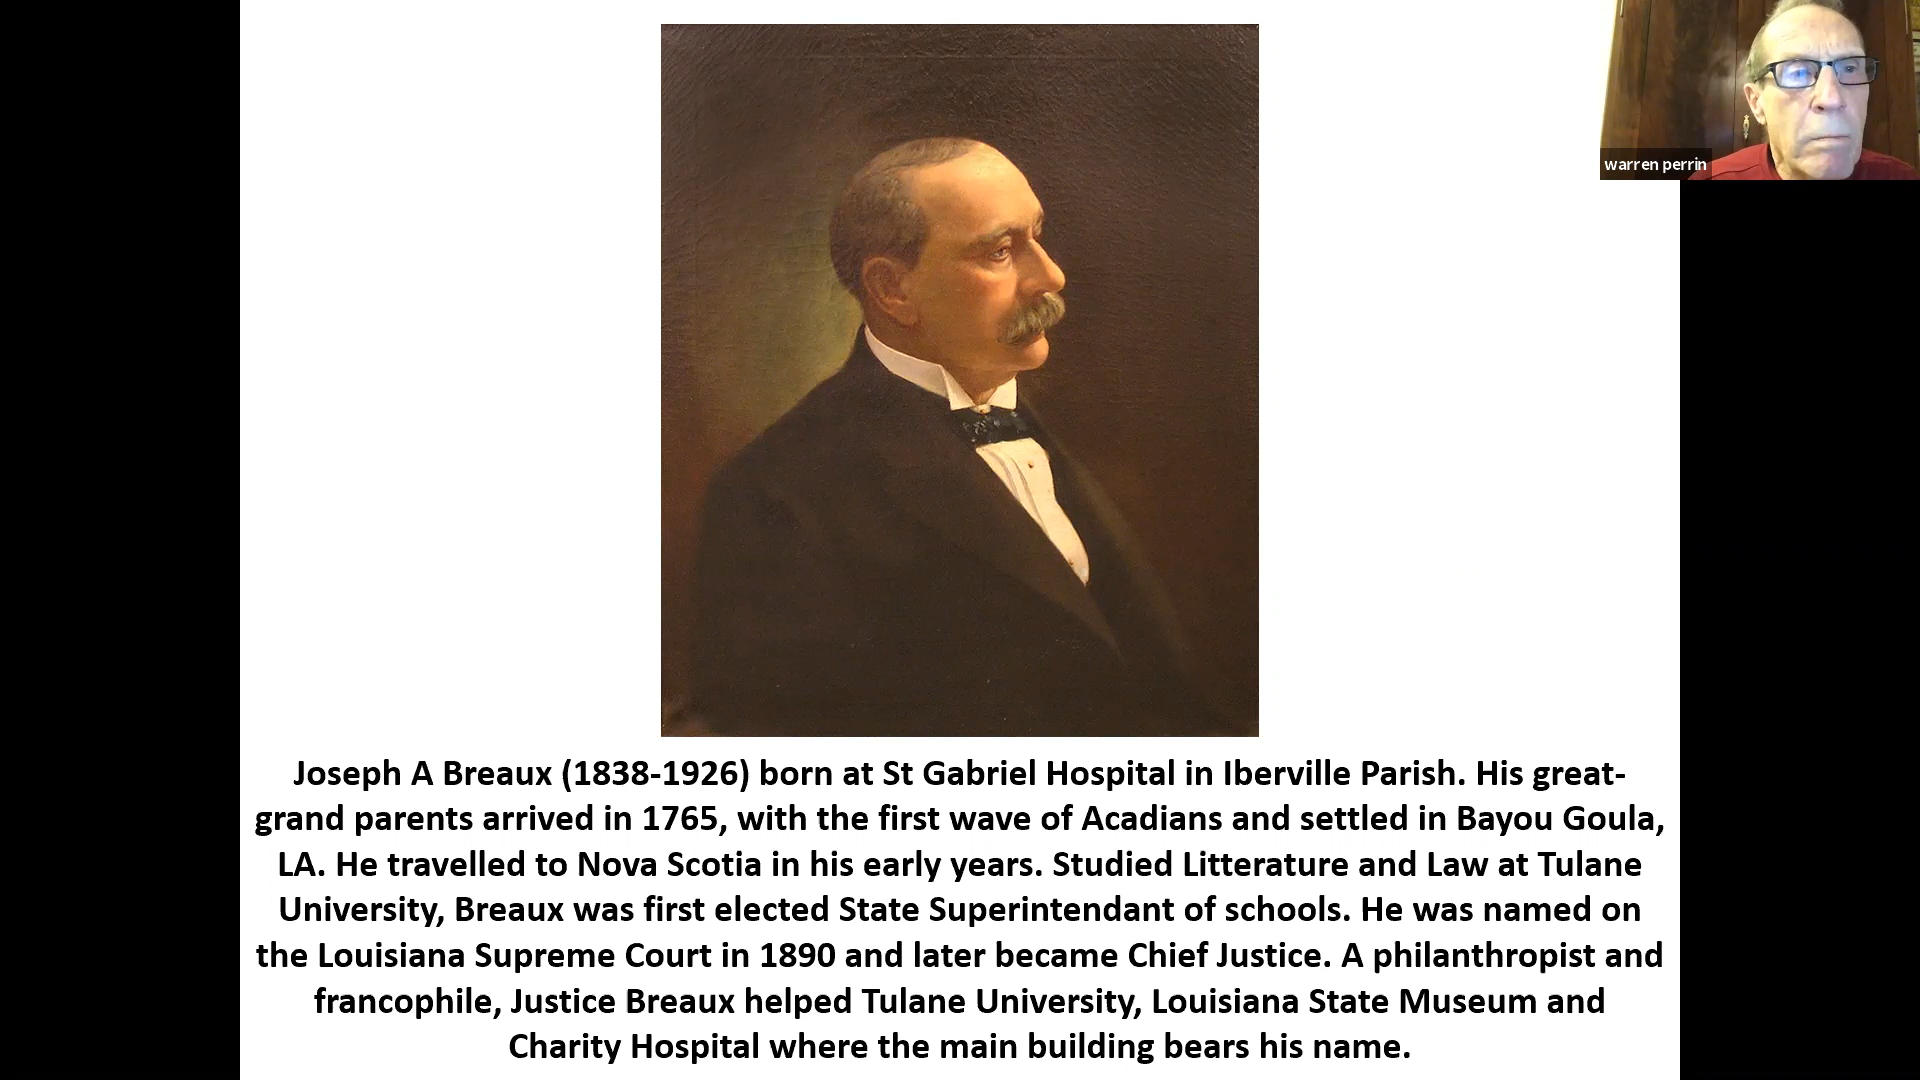 warren perrin
Joseph A Breaux (1838-1926) born at St Gabriel Hospital in Iberville Parish. His great-
grand parents arrived in 1765, with the first wave of Acadians and settled in Bayou Goula,
LA. He travelled to Nova Scotia in his early years. Studied Litterature and Law at Tulane
University, Breaux was first elected State Superintendant of schools. He was named on
the Louisiana Supreme Court in 1890 and later became Chief Justice. A philanthropist and
francophile, Justice Breaux helped Tulane University, Louisiana State Museum and
Charity Hospital where the main building bears his name.